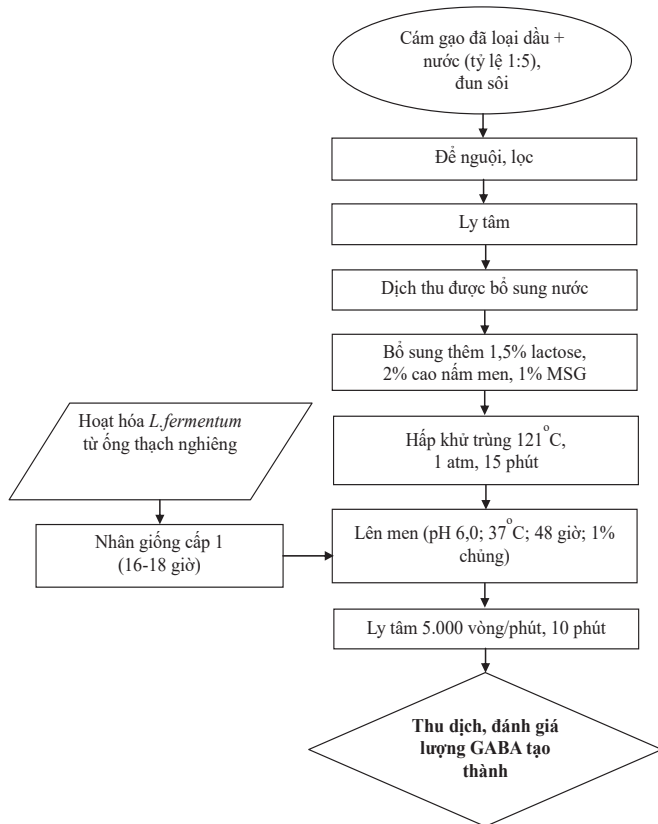 Cám gạo đã loại dầu +
nước (tỷ lệ 1:5),
đun sôi
Để nguội, lọc
Ly tâm
Dịch thu được bổ sung nước
Bổ sung thêm 1,5% lactose,
2% cao nấm men, 1% MSG
Hoạt hóa L.fermentum
từ ống thạch nghiêng
Hấp khử trùng 121°C,
1 atm, 15 phút
Nhân giống cấp 1
(16-18 giờ)
Lên men (pH 6,0; 37°C; 48 giờ; 1%
chủng)
Ly tâm 5.000 vòng/phút, 10 phút
Thu dịch, đánh giá
lượng GABA tạo
thành